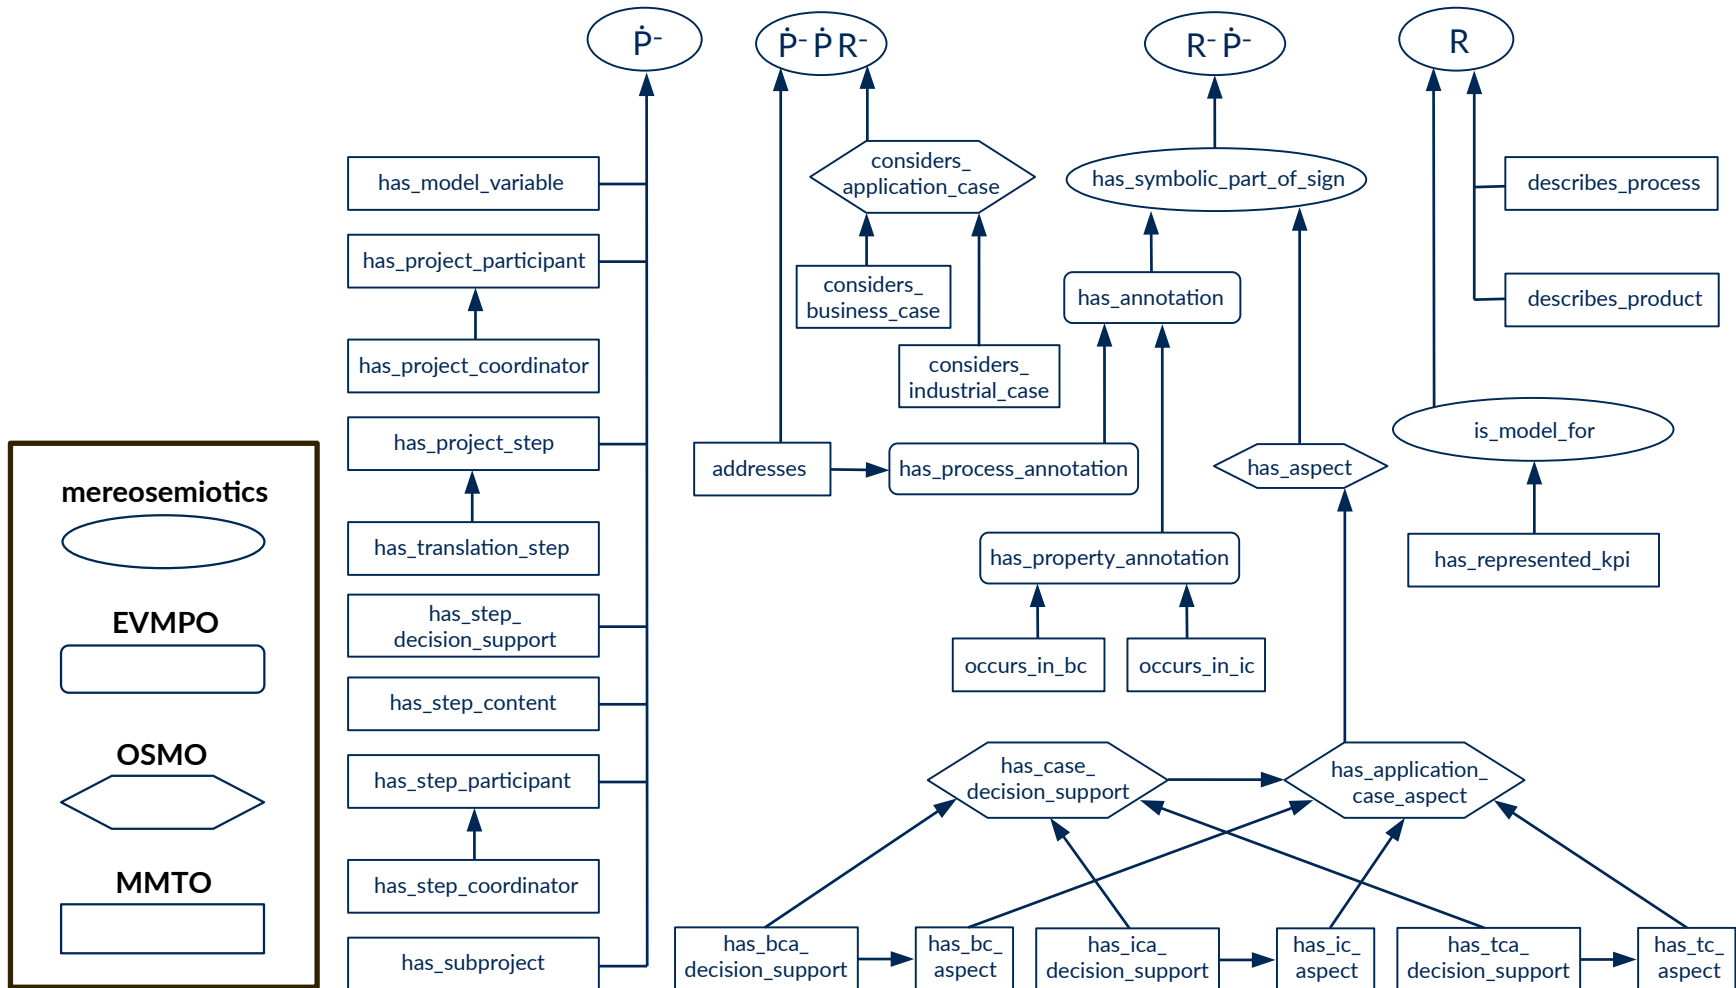 Ṗ⁻
Ṗ⁻ Ṗ R⁻
R⁻ Ṗ⁻
R
has_model_variable
has_project_participant
has_project_coordinator
has_project_step
has_translation_step
has_step_
decision_support
has_step_content
has_step_participant
has_step_coordinator
has_subproject
considers_
application_case
considers_
business_case
considers_
industrial_case
addresses
has_process_annotation
has_symbolic_part_of_sign
has_annotation
has_aspect
has_property_annotation
occurs_in_bc
occurs_in_ic
describes_process
describes_product
is_model_for
has_represented_kpi
has_case_
decision_support
has_application_
case_aspect
has_bca_
decision_support
has_bc_
aspect
has_ica_
decision_support
has_ic_
aspect
has_tca_
decision_support
has_tc_
aspect
mereosemiotics
EVMPO
OSMO
MMTO